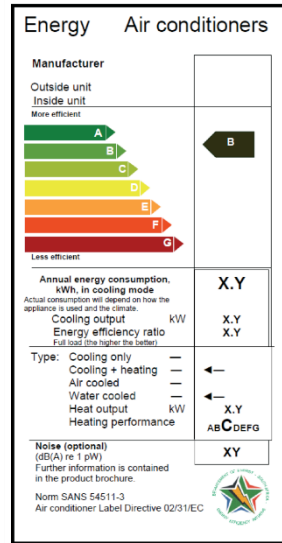 Energy Air conditioners
Manufacturer
Outside unit
Inside unit
More efficient
A
B B
C
D
E
F
G
Less efficient
Annual energy consumption,
kWh, in cooling mode X.Y
Actual consumption will depend on how the
appliance is used and the climate.
Cooling output kW X.Y
Energy efficiency ratio X.Y
Full load (the higher the better)
Type: Cooling only —
Cooling + heating —
Air cooled —
Water cooled —
Heat output kW X.Y
Heating performance ABCDEFG
Noise (optional) XY
(dB(A) re 1 pW)
Further information is contained
in the product brochure.
Norm SANS 54511-3
Air conditioner Label Directive 02/31/EC